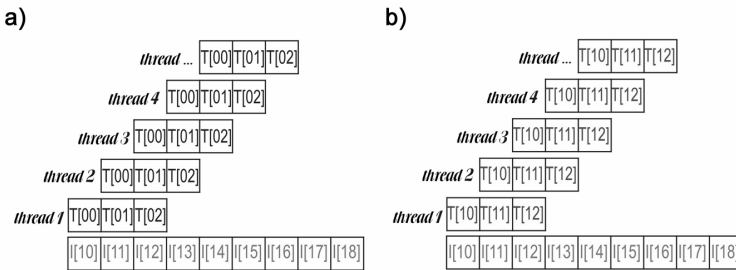 a)
thread ... T[00] T[01] T[02]
thread 4 T[00] T[01] T[02]
thread 3 T[00] T[01] T[02]
thread 2 T[00] T[01] T[02]
thread 1 T[00] T[01] T[02]
I[10] I[11] I[12] I[13] I[14] I[15] I[16] I[17] I[18]
b)
thread ... T[10] T[11] T[12]
thread 4 T[10] T[11] T[12]
thread 3 T[10] T[11] T[12]
thread 2 T[10] T[11] T[12]
thread 1 T[10] T[11] T[12]
I[10] I[11] I[12] I[13] I[14] I[15] I[16] I[17] I[18]